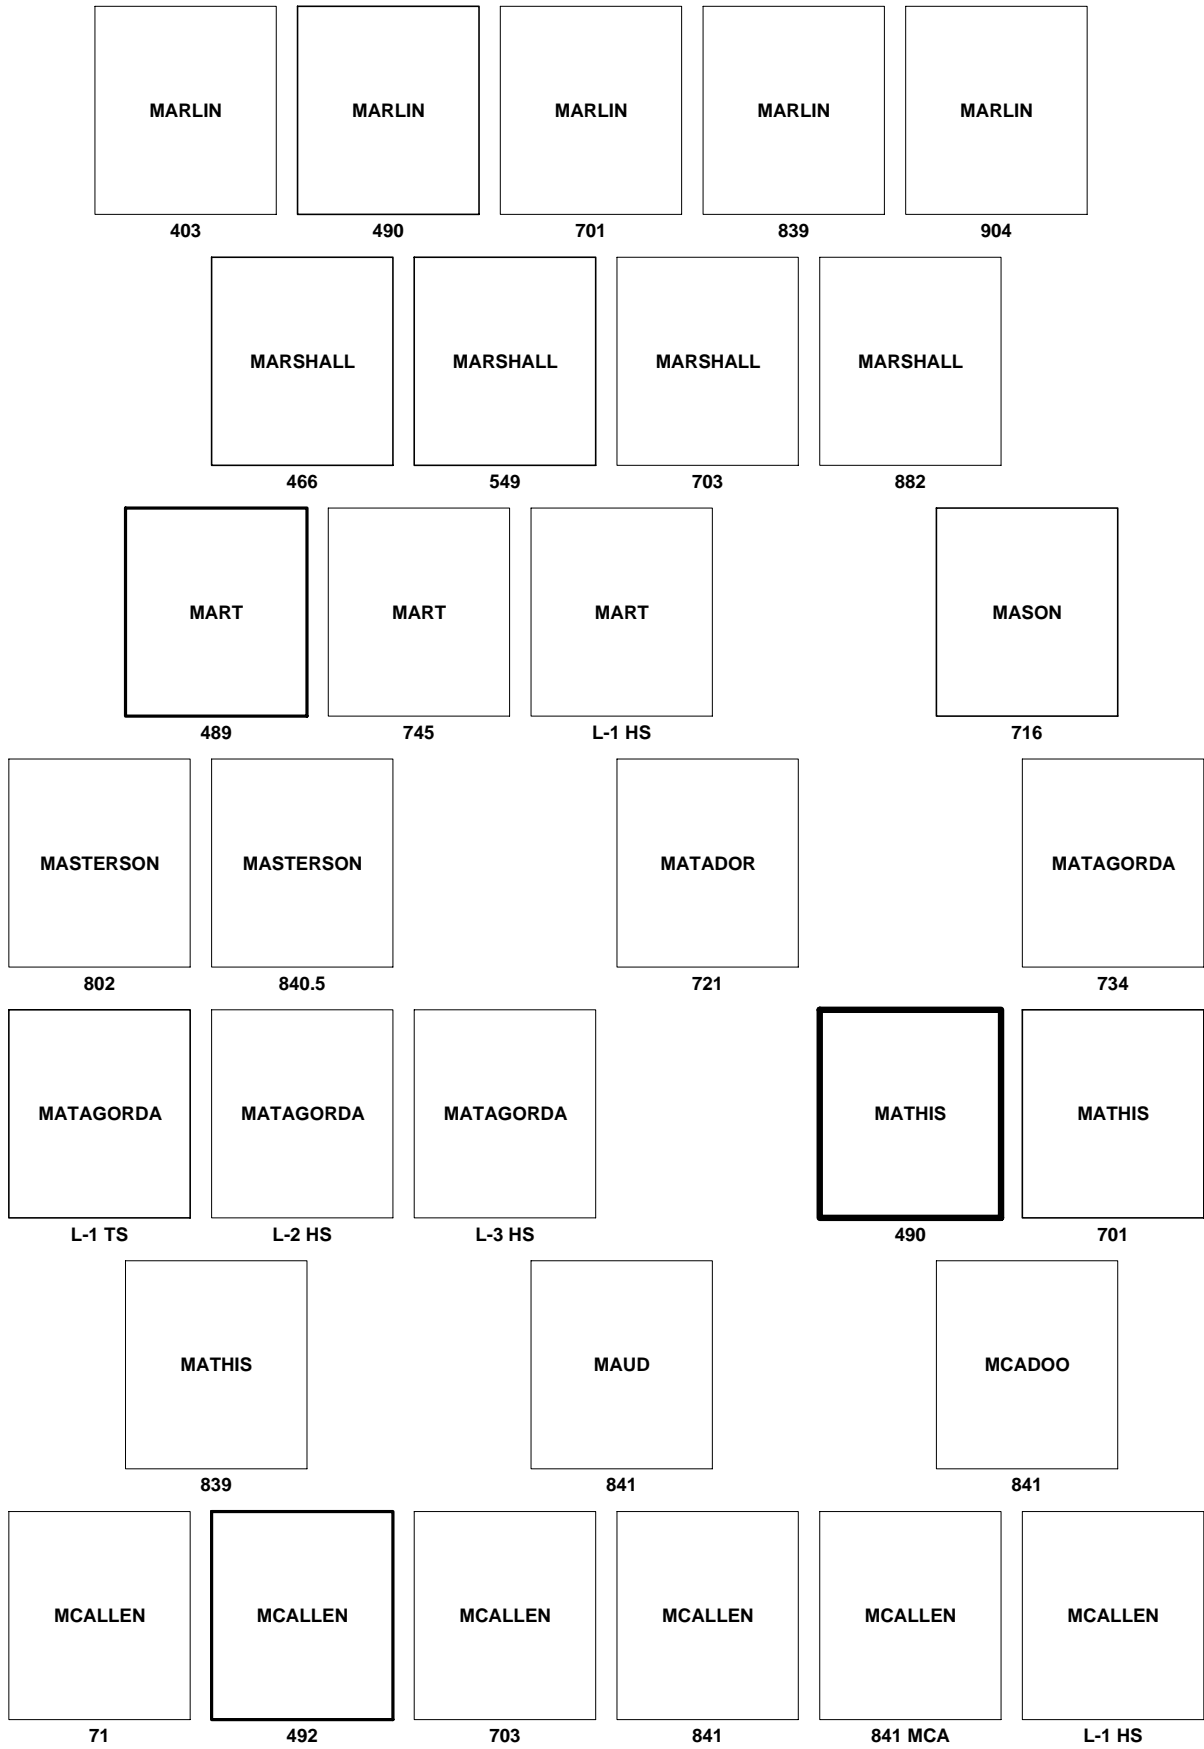 MARLIN MARLIN MARLIN MARLIN MARLIN
403 490 701 839 904
MARSHALL MARSHALL MARSHALL MARSHALL
466 549 703 882
MART MART MART MASON
489 745 L-1 HS 716
MASTERSON MASTERSON MATADOR MATAGORDA
802 840.5 721 734
MATAGORDA MATAGORDA MATAGORDA MATHIS MATHIS
L-1 TS L-2 HS L-3 HS 490 701
MATHIS MAUD MCADOO
839 841 841
MCALLEN MCALLEN MCALLEN MCALLEN MCALLEN MCALLEN
71 492 703 841 841 MCA L-1 HS